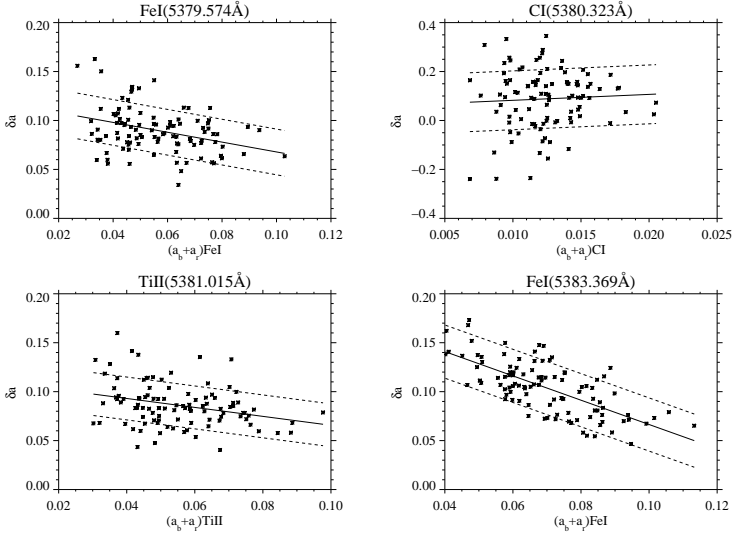 FeI(5379.574Å)
0.20
0.15
0.10
0.05
0.00
δa
0.02 0.04 0.06 0.08 0.10 0.12
(a_b+a_r)FeI
CI(5380.323Å)
0.4
0.2
0.0
−0.2
−0.4
δa
0.005 0.010 0.015 0.020 0.025
(a_b+a_r)CI
TiII(5381.015Å)
0.20
0.15
0.10
0.05
0.00
δa
0.02 0.04 0.06 0.08 0.10
(a_b+a_r)TiII
FeI(5383.369Å)
0.20
0.15
0.10
0.05
0.00
δa
0.04 0.06 0.08 0.10 0.12
(a_b+a_r)FeI